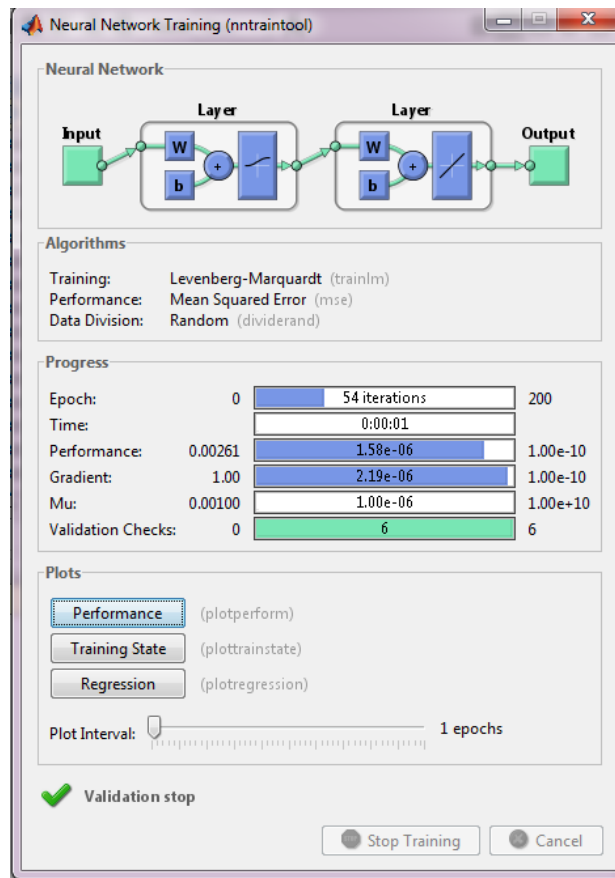 Neural Network Training (nntraintool)
Neural Network
Layer Layer
Input Output
W W
+ +
b b
Algorithms
Training: Levenberg-Marquardt (trainlm)
Performance: Mean Squared Error (mse)
Data Division: Random (dividerand)
Progress
Epoch: 0 54 iterations 200
Time: 0:00:01
Performance: 0.00261 1.58e-06 1.00e-10
Gradient: 1.00 2.19e-06 1.00e-10
Mu: 0.00100 1.00e-06 1.00e+10
Validation Checks: 0 6 6
Plots
Performance (plotperform)
Training State (plottrainstate)
Regression (plotregression)
Plot Interval: 1 epochs
Validation stop
Stop Training Cancel